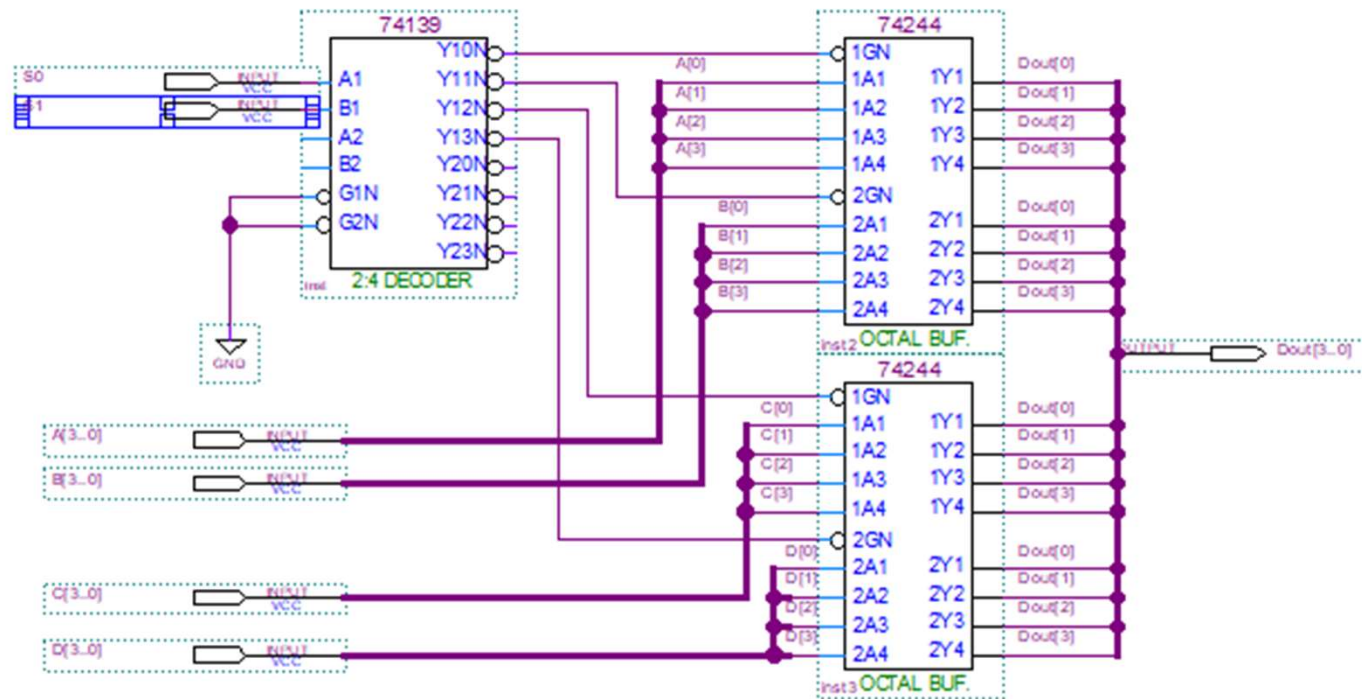 74139
S0
INPUT
VCC
INPUT
VCC
A1
B1
A2
B2
G1N
G2N
Y10N
Y11N
Y12N
Y13N
Y20N
Y21N
Y22N
Y23N
inst
2:4 DECODER
GND
A[3..0]
INPUT
VCC
B[3..0]
INPUT
VCC
C[3..0]
INPUT
VCC
D[3..0]
INPUT
VCC
74244
A[0]
A[1]
A[2]
A[3]
B[0]
B[1]
B[2]
B[3]
1GN
1A1
1A2
1A3
1A4
2GN
2A1
2A2
2A3
2A4
1Y1
1Y2
1Y3
1Y4
2Y1
2Y2
2Y3
2Y4
Dout[0]
Dout[1]
Dout[2]
Dout[3]
Dout[0]
Dout[1]
Dout[2]
Dout[3]
inst2
OCTAL BUF.
OUTPUT
Dout[3..0]
74244
C[0]
C[1]
C[2]
C[3]
D[0]
D[1]
D[2]
D[3]
1GN
1A1
1A2
1A3
1A4
2GN
2A1
2A2
2A3
2A4
1Y1
1Y2
1Y3
1Y4
2Y1
2Y2
2Y3
2Y4
Dout[0]
Dout[1]
Dout[2]
Dout[3]
Dout[0]
Dout[1]
Dout[2]
Dout[3]
inst3
OCTAL BUF.